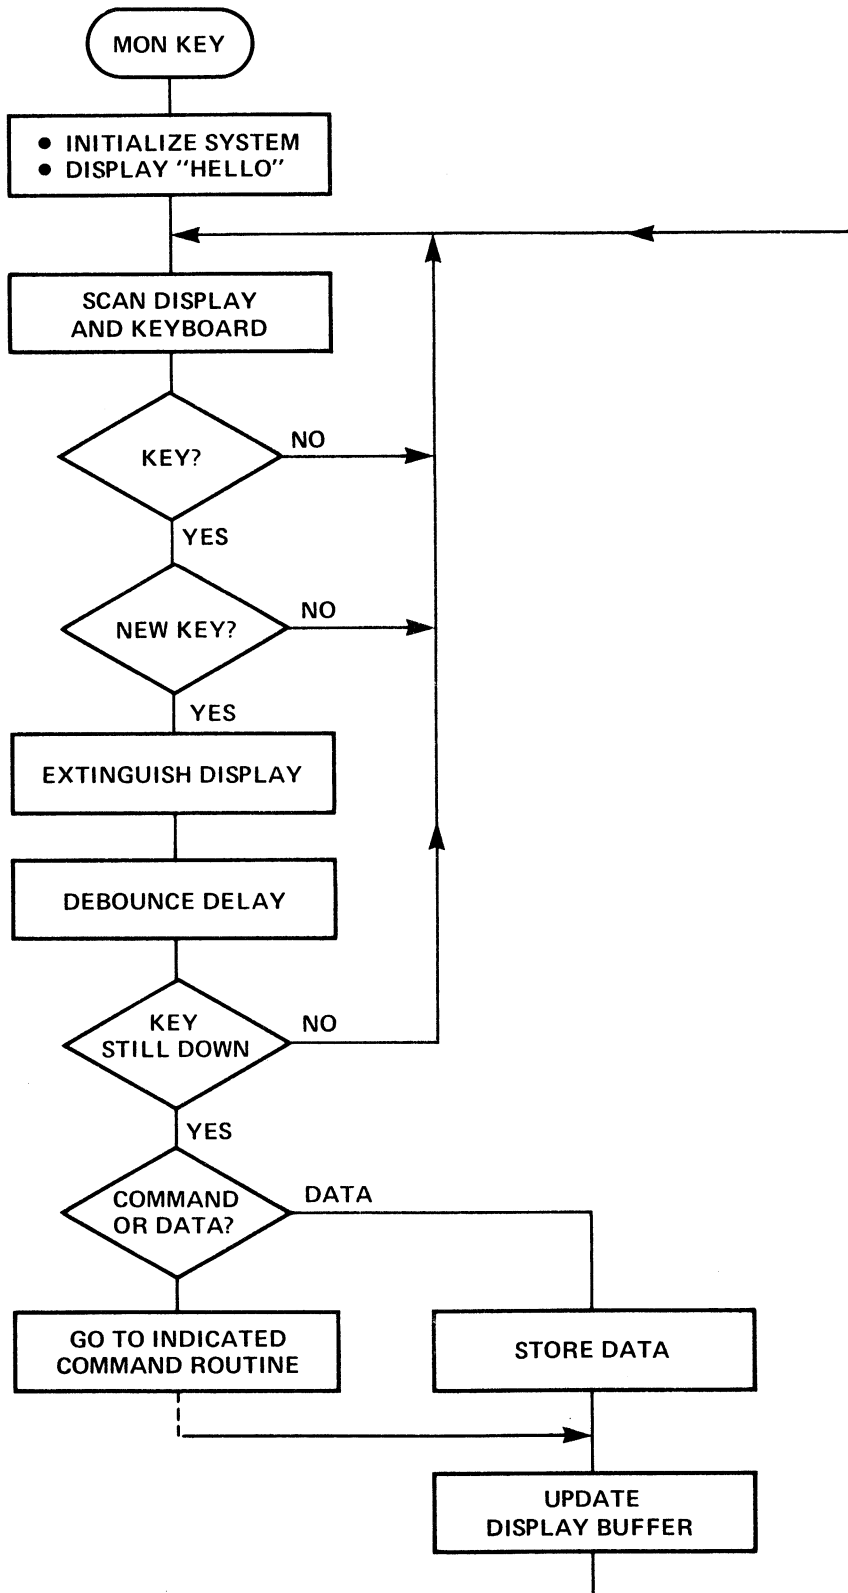 MON KEY
● INITIALIZE SYSTEM
● DISPLAY “HELLO”
SCAN DISPLAY
AND KEYBOARD
KEY?
NO
YES
NEW KEY?
NO
YES
EXTINGUISH DISPLAY
DEBOUNCE DELAY
KEY
STILL DOWN
NO
YES
COMMAND
OR DATA?
DATA
GO TO INDICATED
COMMAND ROUTINE
STORE DATA
UPDATE
DISPLAY BUFFER